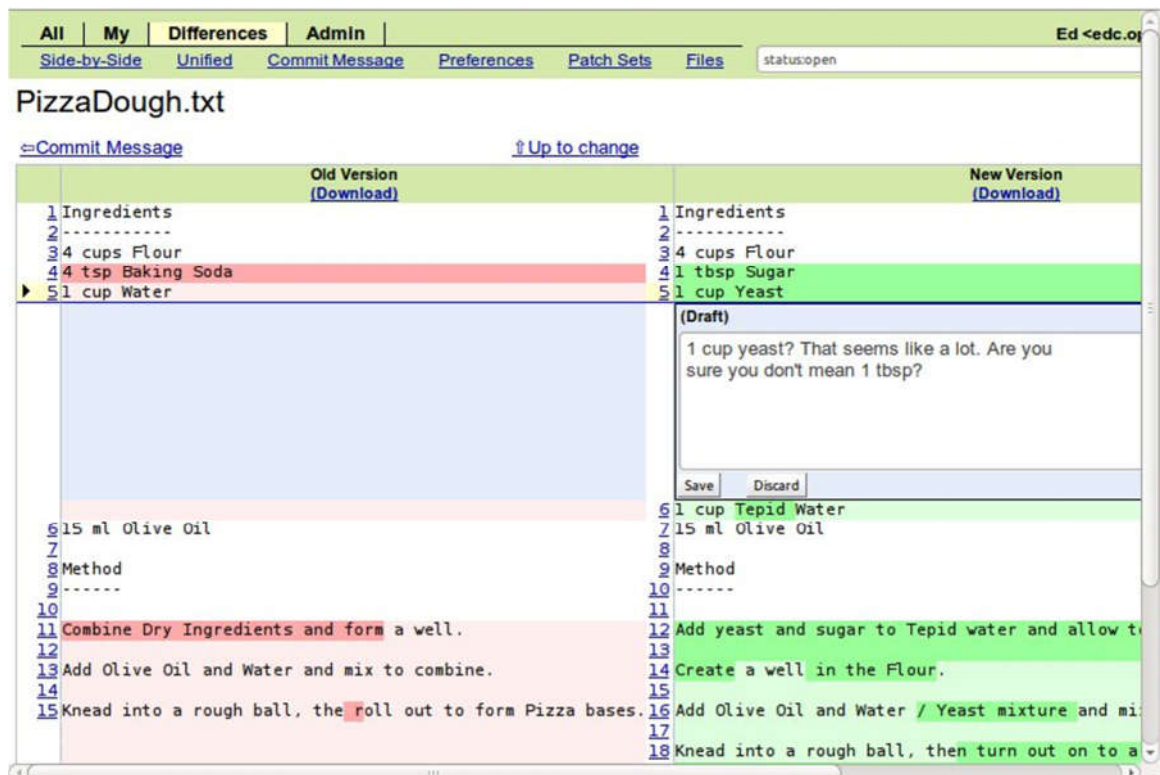 All My Differences Admin Ed <edc.op
Side-by-Side Unified Commit Message Preferences Patch Sets Files status:open
PizzaDough.txt
⇦Commit Message ⇧Up to change
Old Version New Version
(Download) (Download)
1 Ingredients 1 Ingredients
2 ----------- 2 -----------
3 4 cups Flour 3 4 cups Flour
4 4 tsp Baking Soda 4 1 tbsp Sugar
5 1 cup Water 5 1 cup Yeast
(Draft)
1 cup yeast? That seems like a lot. Are you
sure you don't mean 1 tbsp?
Save Discard
6 1 cup Tepid Water
6 15 ml Olive Oil 7 15 ml Olive Oil
7 8
8 Method 9 Method
9 ------ 10 ------
10 11
11 Combine Dry Ingredients and form a well. 12 Add yeast and sugar to Tepid water and allow to
12 13
13 Add Olive Oil and Water and mix to combine. 14 Create a well in the Flour.
14 15
15 Knead into a rough ball, the roll out to form Pizza bases. 16 Add Olive Oil and Water / Yeast mixture and mi
17
18 Knead into a rough ball, then turn out on to a